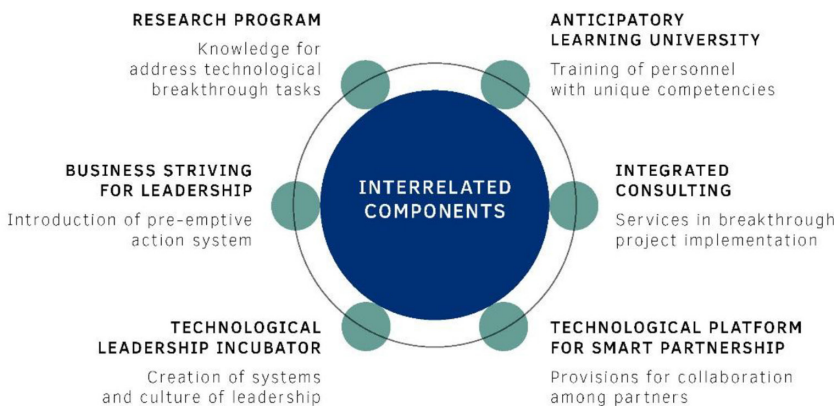 RESEARCH PROGRAM
Knowledge for
address technological
breakthrough tasks
ANTICIPATORY
LEARNING UNIVERSITY
Training of personnel
with unique competencies
BUSINESS STRIVING
FOR LEADERSHIP
Introduction of pre-emptive
action system
INTERRELATED
COMPONENTS
INTEGRATED
CONSULTING
Services in breakthrough
project implementation
TECHNOLOGICAL
LEADERSHIP INCUBATOR
Creation of systems
and culture of leadership
TECHNOLOGICAL PLATFORM
FOR SMART PARTNERSHIP
Provisions for collaboration
among partners